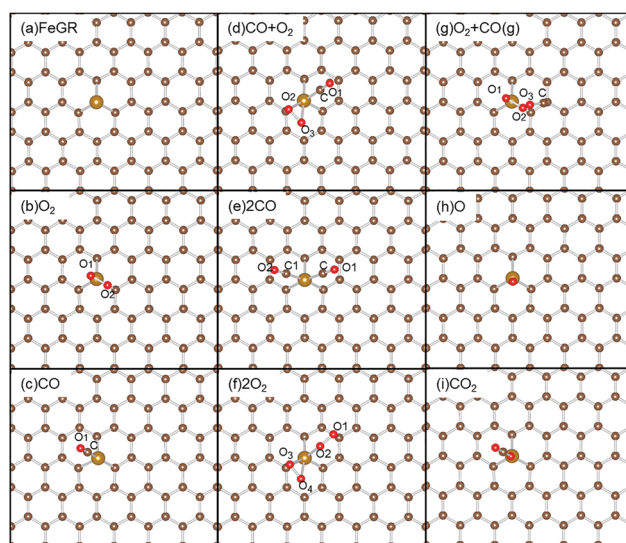 (a)FeGR
(d)CO+O₂
(g)O₂+CO(g)
O1
C
O2
O3
O1
O3
C
O2
(b)O₂
(e)2CO
(h)O
O1
O2
O2
C1
C
O1
(c)CO
(f)2O₂
(i)CO₂
O1
C
O1
O2
O3
O4